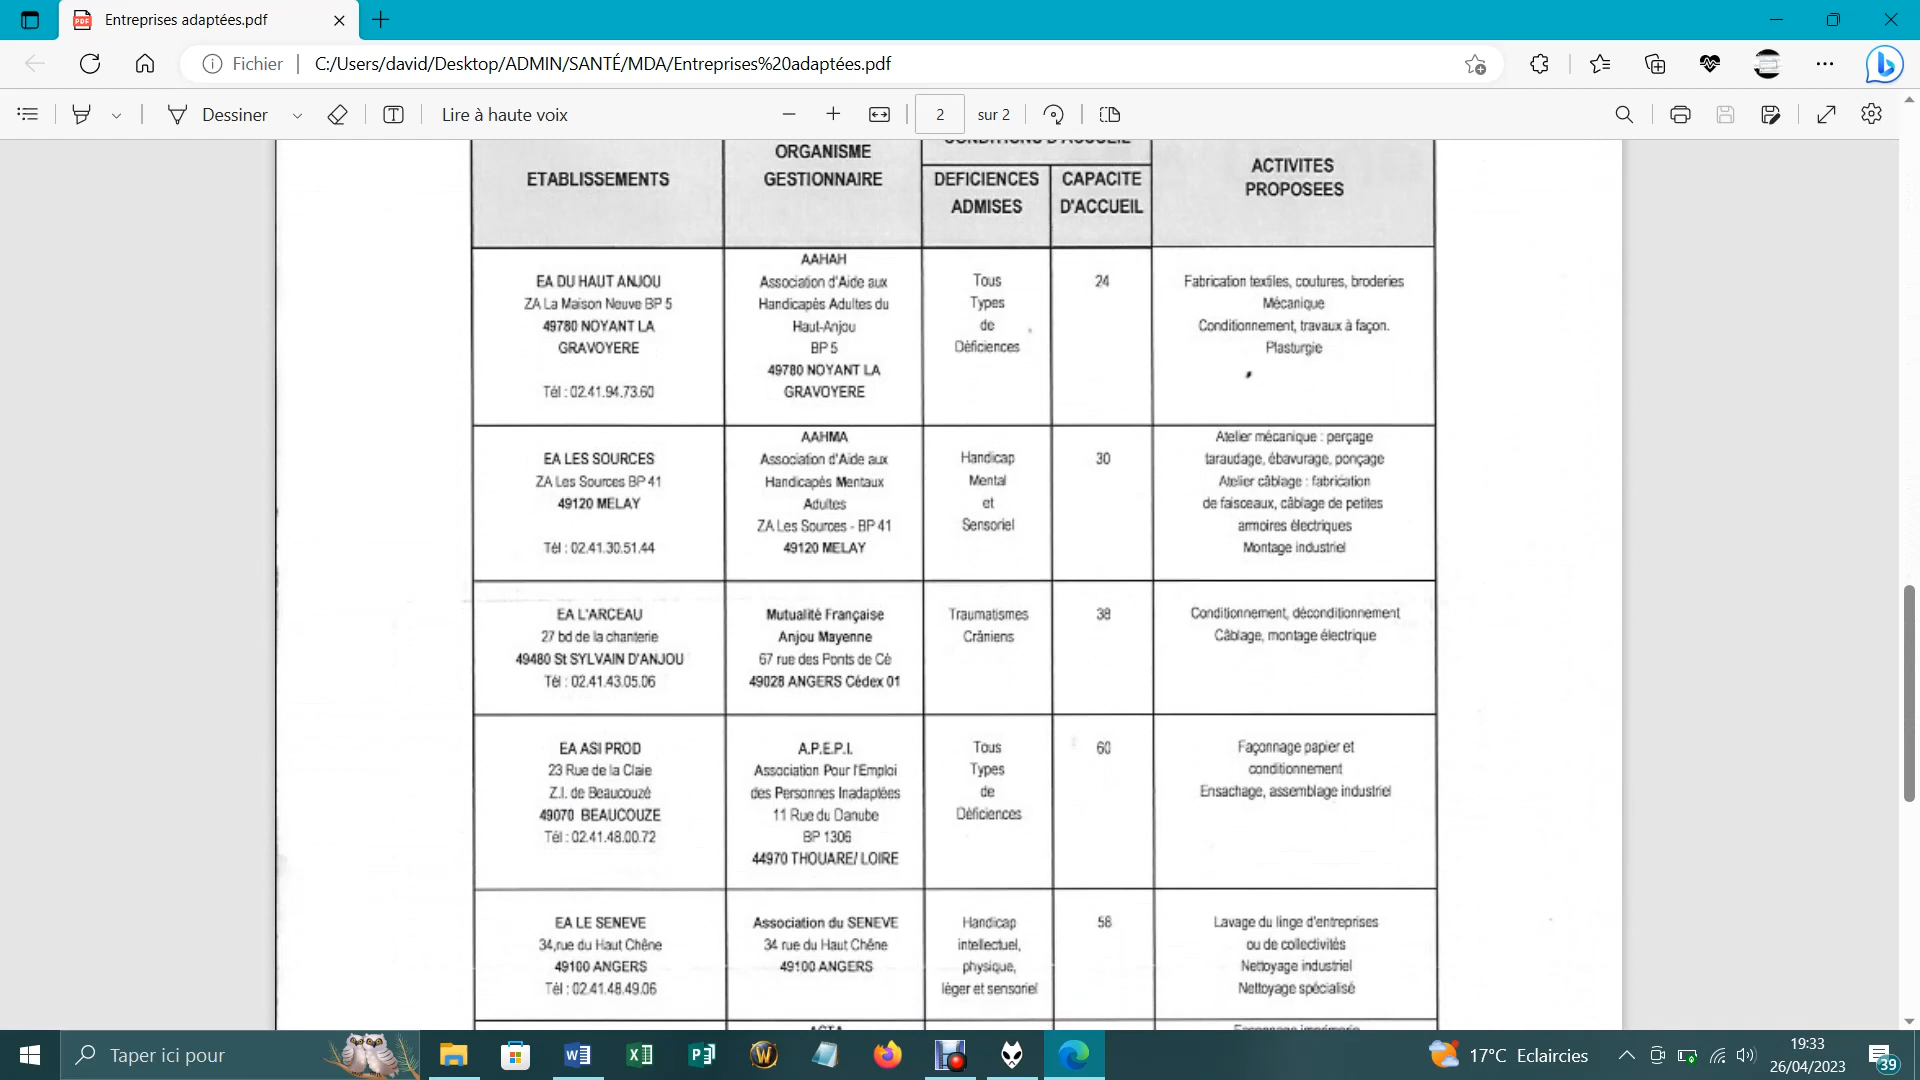 Entreprises adaptées.pdf
Fichier
C:/Users/david/Desktop/ADMIN/SANTÉ/MDA/Entreprises%20adaptées.pdf
Dessiner
Lire à haute voix
2
sur 2
ETABLISSEMENTS
ORGANISME
GESTIONNAIRE
CONDITIONS D'ACCUEIL
DEFICIENCES
ADMISES
CAPACITE
D'ACCUEIL
ACTIVITES
PROPOSEES
EA DU HAUT ANJOU
ZA La Maison Neuve BP 5
49780 NOYANT LA
GRAVOYERE
Tél : 02.41.94.73.60
AAHAH
Association d'Aide aux
Handicapés Adultes du
Haut-Anjou
BP 5
49780 NOYANT LA
GRAVOYERE
Tous
Types
de
Déficiences
24
Fabrication textiles, coutures, broderies
Mécanique
Conditionnement, travaux à façon.
Plasturgie
EA LES SOURCES
ZA Les Sources BP 41
49120 MELAY
Tél : 02.41.30.51.44
AAHMA
Association d'Aide aux
Handicapés Mentaux
Adultes
ZA Les Sources - BP 41
49120 MELAY
Handicap
Mental
et
Sensoriel
30
Atelier mécanique : perçage
taraudage, ébavurage, ponçage
Atelier câblage : fabrication
de faisceaux, câblage de petites
armoires électriques
Montage industriel
EA L'ARCEAU
27 bd de la chanterie
49480 St SYLVAIN D'ANJOU
Tél : 02.41.43.05.06
Mutualité Française
Anjou Mayenne
67 rue des Ponts de Cé
49028 ANGERS Cédex 01
Traumatismes
Crâniens
38
Conditionnement, déconditionnement
Câblage, montage électrique
EA ASI PROD
23 Rue de la Claie
Z.I. de Beaucouzé
49070 BEAUCOUZE
Tél : 02.41.48.00.72
A.P.E.P.I.
Association Pour l'Emploi
des Personnes Inadaptées
11 Rue du Danube
BP 1306
44970 THOUARE/ LOIRE
Tous
Types
de
Déficiences
60
Façonnage papier et
conditionnement
Ensachage, assemblage industriel
EA LE SENEVE
34,rue du Haut Chêne
49100 ANGERS
Tél : 02.41.48.49.06
Association du SENEVE
34 rue du Haut Chêne
49100 ANGERS
Handicap
intellectuel,
physique,
léger et sensoriel
58
Lavage du linge d'entreprises
ou de collectivités
Nettoyage industriel
Nettoyage spécialisé
ACTA
Façonnage imprimerie
Taper ici pour
17°C Eclaircies
19:33
26/04/2023
39